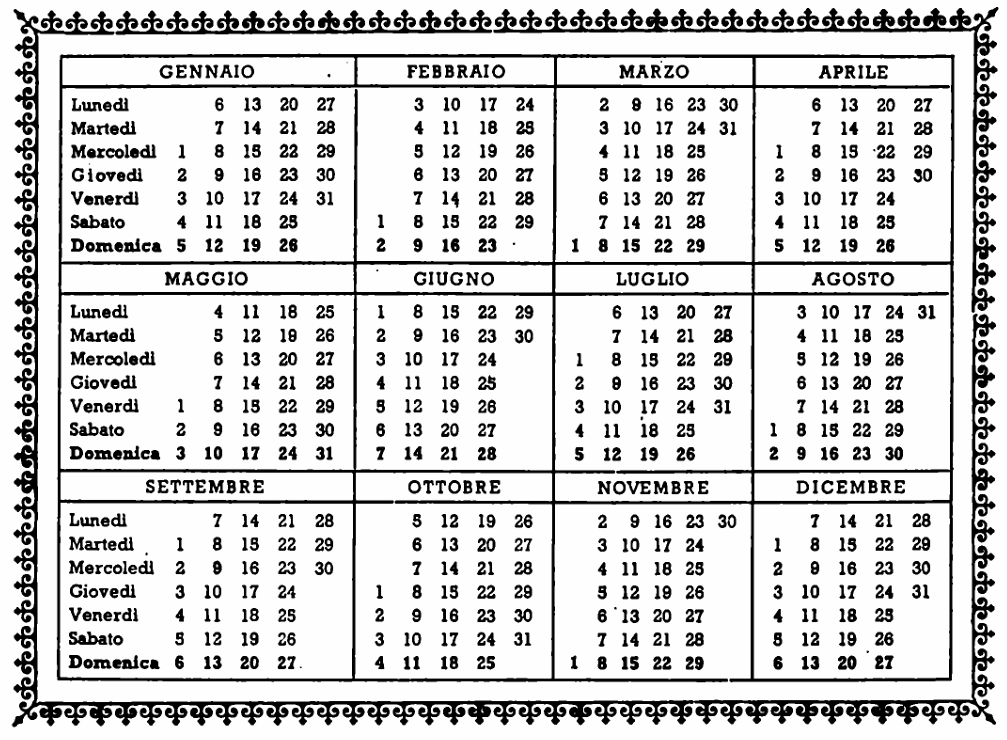 GENNAIO FEBBRAIO MARZO APRILE
Lunedì 6 13 20 27 3 10 17 24 2 9 16 23 30 6 13 20 27
Martedì 7 14 21 28 4 11 18 25 3 10 17 24 31 7 14 21 28
Mercoledì 1 8 15 22 29 5 12 19 26 4 11 18 25 1 8 15 22 29
Giovedì 2 9 16 23 30 6 13 20 27 5 12 19 26 2 9 16 23 30
Venerdì 3 10 17 24 31 7 14 21 28 6 13 20 27 3 10 17 24
Sabato 4 11 18 25 1 8 15 22 29 7 14 21 28 4 11 18 25
Domenica 5 12 19 26 2 9 16 23 1 8 15 22 29 5 12 19 26
MAGGIO GIUGNO LUGLIO AGOSTO
Lunedì 4 11 18 25 1 8 15 22 29 6 13 20 27 3 10 17 24 31
Martedì 5 12 19 26 2 9 16 23 30 7 14 21 28 4 11 18 25
Mercoledì 6 13 20 27 3 10 17 24 1 8 15 22 29 5 12 19 26
Giovedì 7 14 21 28 4 11 18 25 2 9 16 23 30 6 13 20 27
Venerdì 1 8 15 22 29 5 12 19 26 3 10 17 24 31 7 14 21 28
Sabato 2 9 16 23 30 6 13 20 27 4 11 18 25 1 8 15 22 29
Domenica 3 10 17 24 31 7 14 21 28 5 12 19 26 2 9 16 23 30
SETTEMBRE OTTOBRE NOVEMBRE DICEMBRE
Lunedì 7 14 21 28 5 12 19 26 2 9 16 23 30 7 14 21 28
Martedì 1 8 15 22 29 6 13 20 27 3 10 17 24 1 8 15 22 29
Mercoledì 2 9 16 23 30 7 14 21 28 4 11 18 25 2 9 16 23 30
Giovedì 3 10 17 24 1 8 15 22 29 5 12 19 26 3 10 17 24 31
Venerdì 4 11 18 25 2 9 16 23 30 6 13 20 27 4 11 18 25
Sabato 5 12 19 26 3 10 17 24 31 7 14 21 28 5 12 19 26
Domenica 6 13 20 27 4 11 18 25 1 8 15 22 29 6 13 20 27